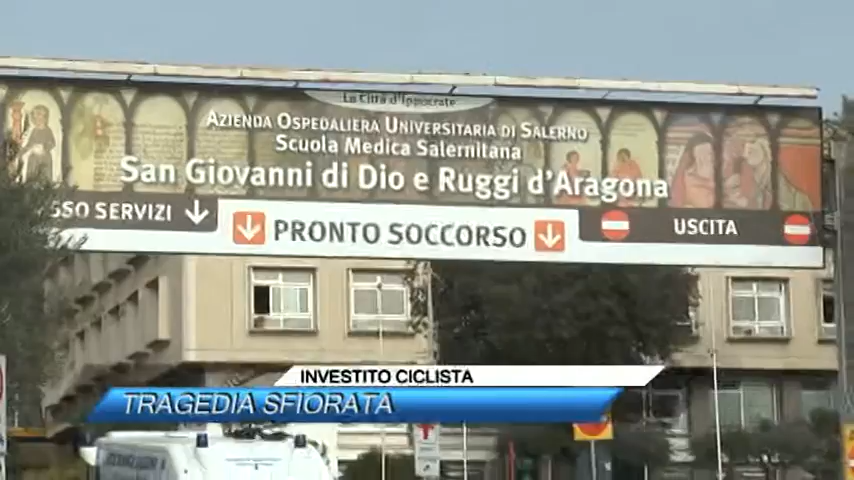 La Città d'Ippocrate
AZIENDA OSPEDALIERA UNIVERSITARIA DI SALERNO
SCUOLA MEDICA SALERNITANA
SAN GIOVANNI DI DIO E RUGGI D'ARAGONA
SERVIZI
PRONTO SOCCORSO
USCITA
INVESTITO CICLISTA
TRAGEDIA SFIORATA